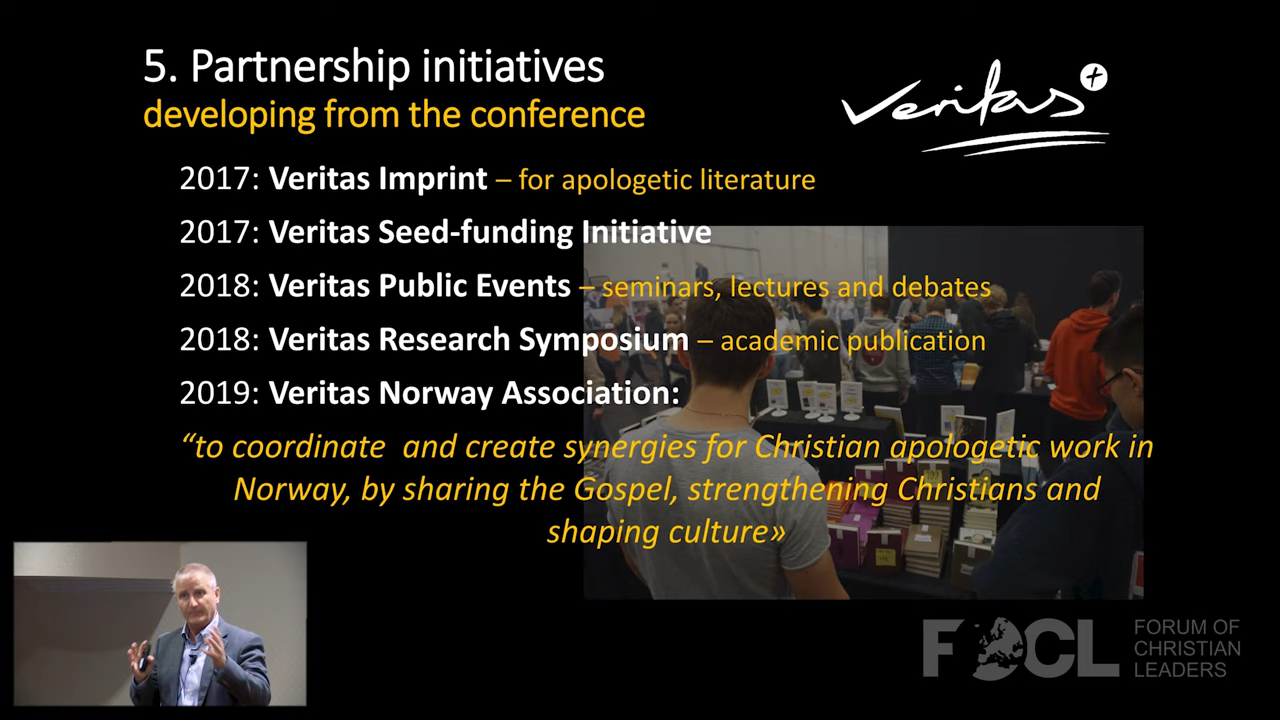 5. Partnership initiatives
developing from the conference
veritas+
2017: Veritas Imprint – for apologetic literature
2017: Veritas Seed-funding Initiative
2018: Veritas Public Events – seminars, lectures and debates
2018: Veritas Research Symposium – academic publication
2019: Veritas Norway Association:
“to coordinate  and create synergies for Christian apologetic work in
Norway, by sharing the Gospel, strengthening Christians and
shaping culture»
FOCL
FORUM OF
CHRISTIAN
LEADERS